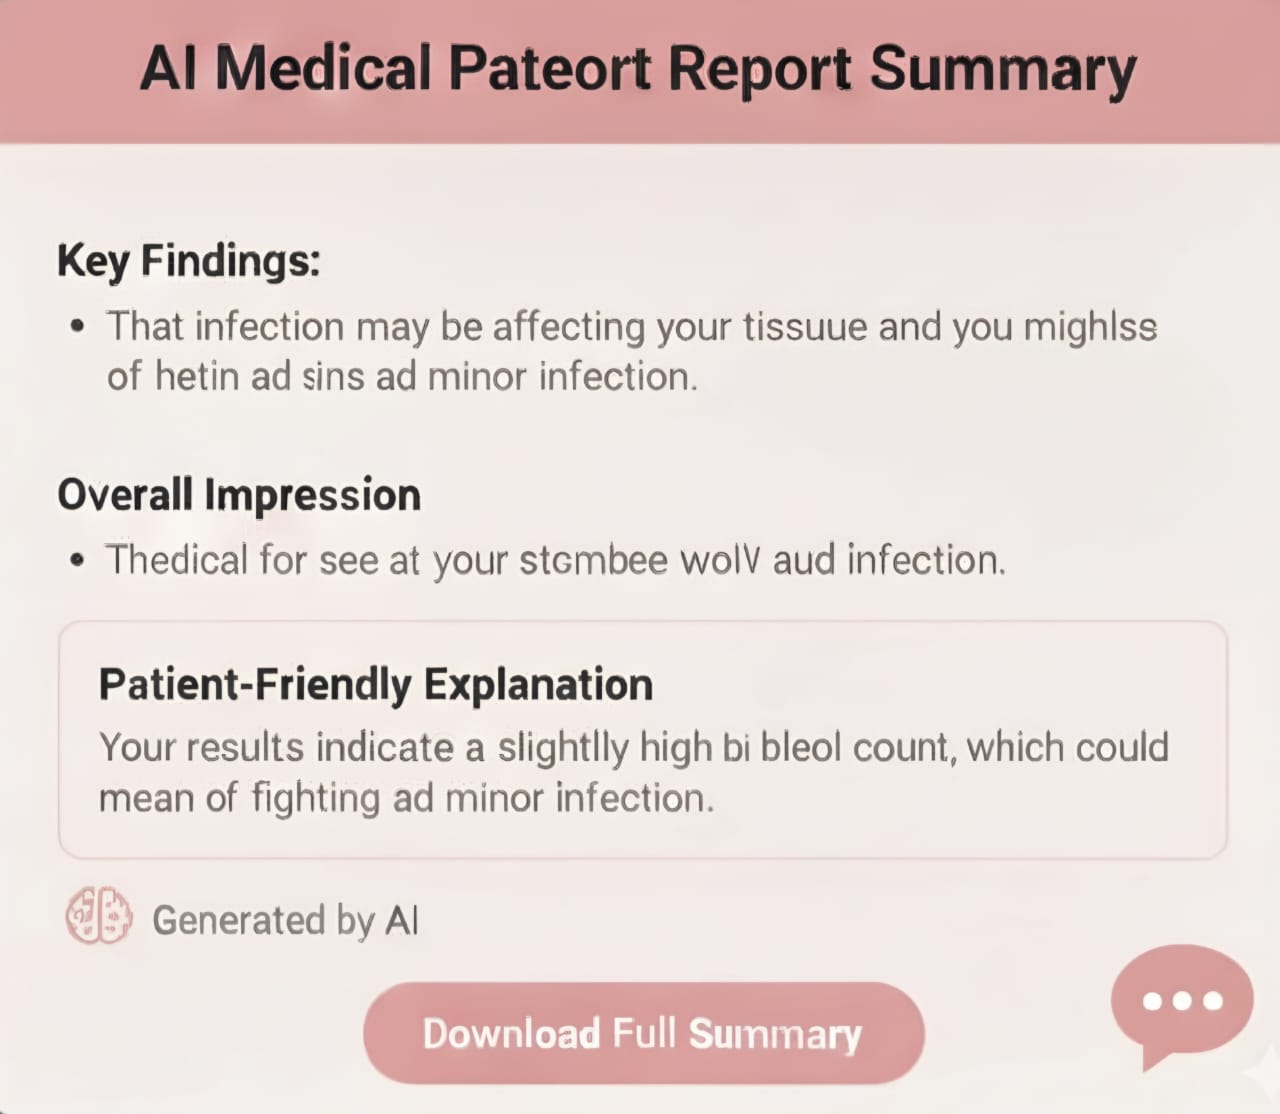 AI Medical Pateort Report Summary
Key Findings:
• That infection may be affecting your tissuue and you mighlss
of hetin ad sins ad minor infection.
Overall Impression
• Thedical for see at your stombee wolV aud infection.
Patient-Friendly Explanation
Your results indicate a slightlly high bi bleol count, which could
mean of fighting ad minor infection.
Generated by AI
Download Full Summary